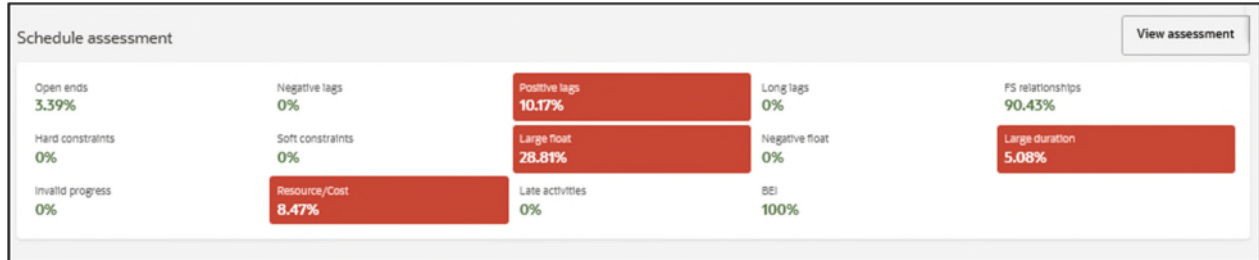 Schedule assessment
View assessment
Open ends
3.39%
Negative lags
0%
Positive lags
10.17%
Long lags
0%
FS relationships
90.43%
Hard constraints
0%
Soft constraints
0%
Large float
28.81%
Negative float
0%
Large duration
5.08%
Invalid progress
0%
Resource/Cost
8.47%
Late activities
0%
BEI
100%